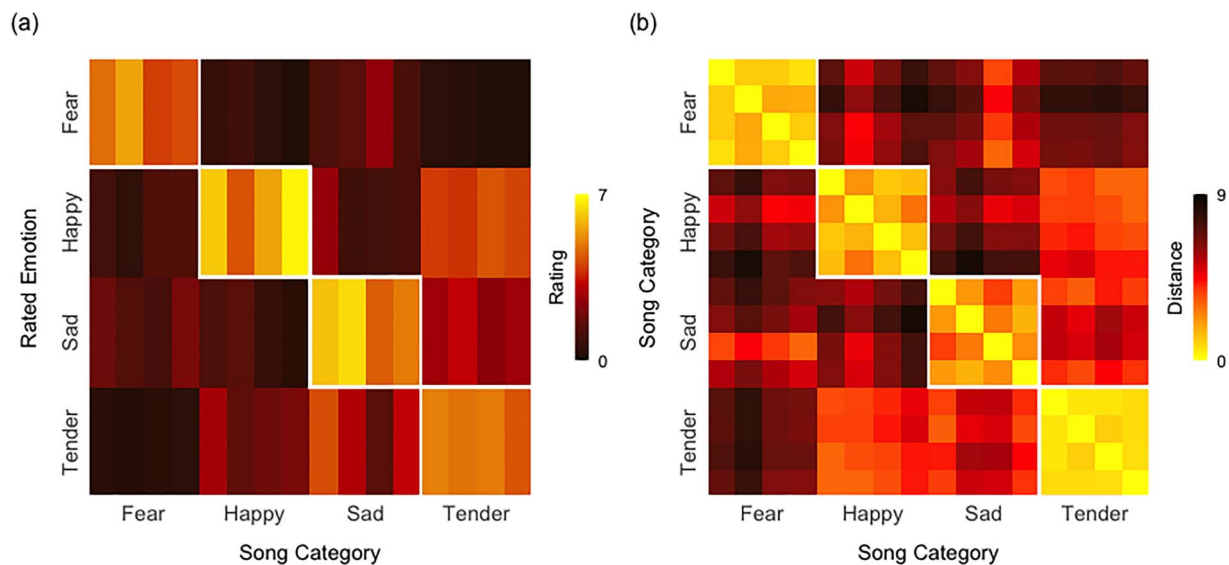 (a)
(b)
Fear
Happy
Sad
Tender
Rated Emotion
7
0
Rating
Fear
Happy
Sad
Tender
Song Category
Fear
Happy
Sad
Tender
Song Category
9
0
Distance
Fear
Happy
Sad
Tender
Song Category